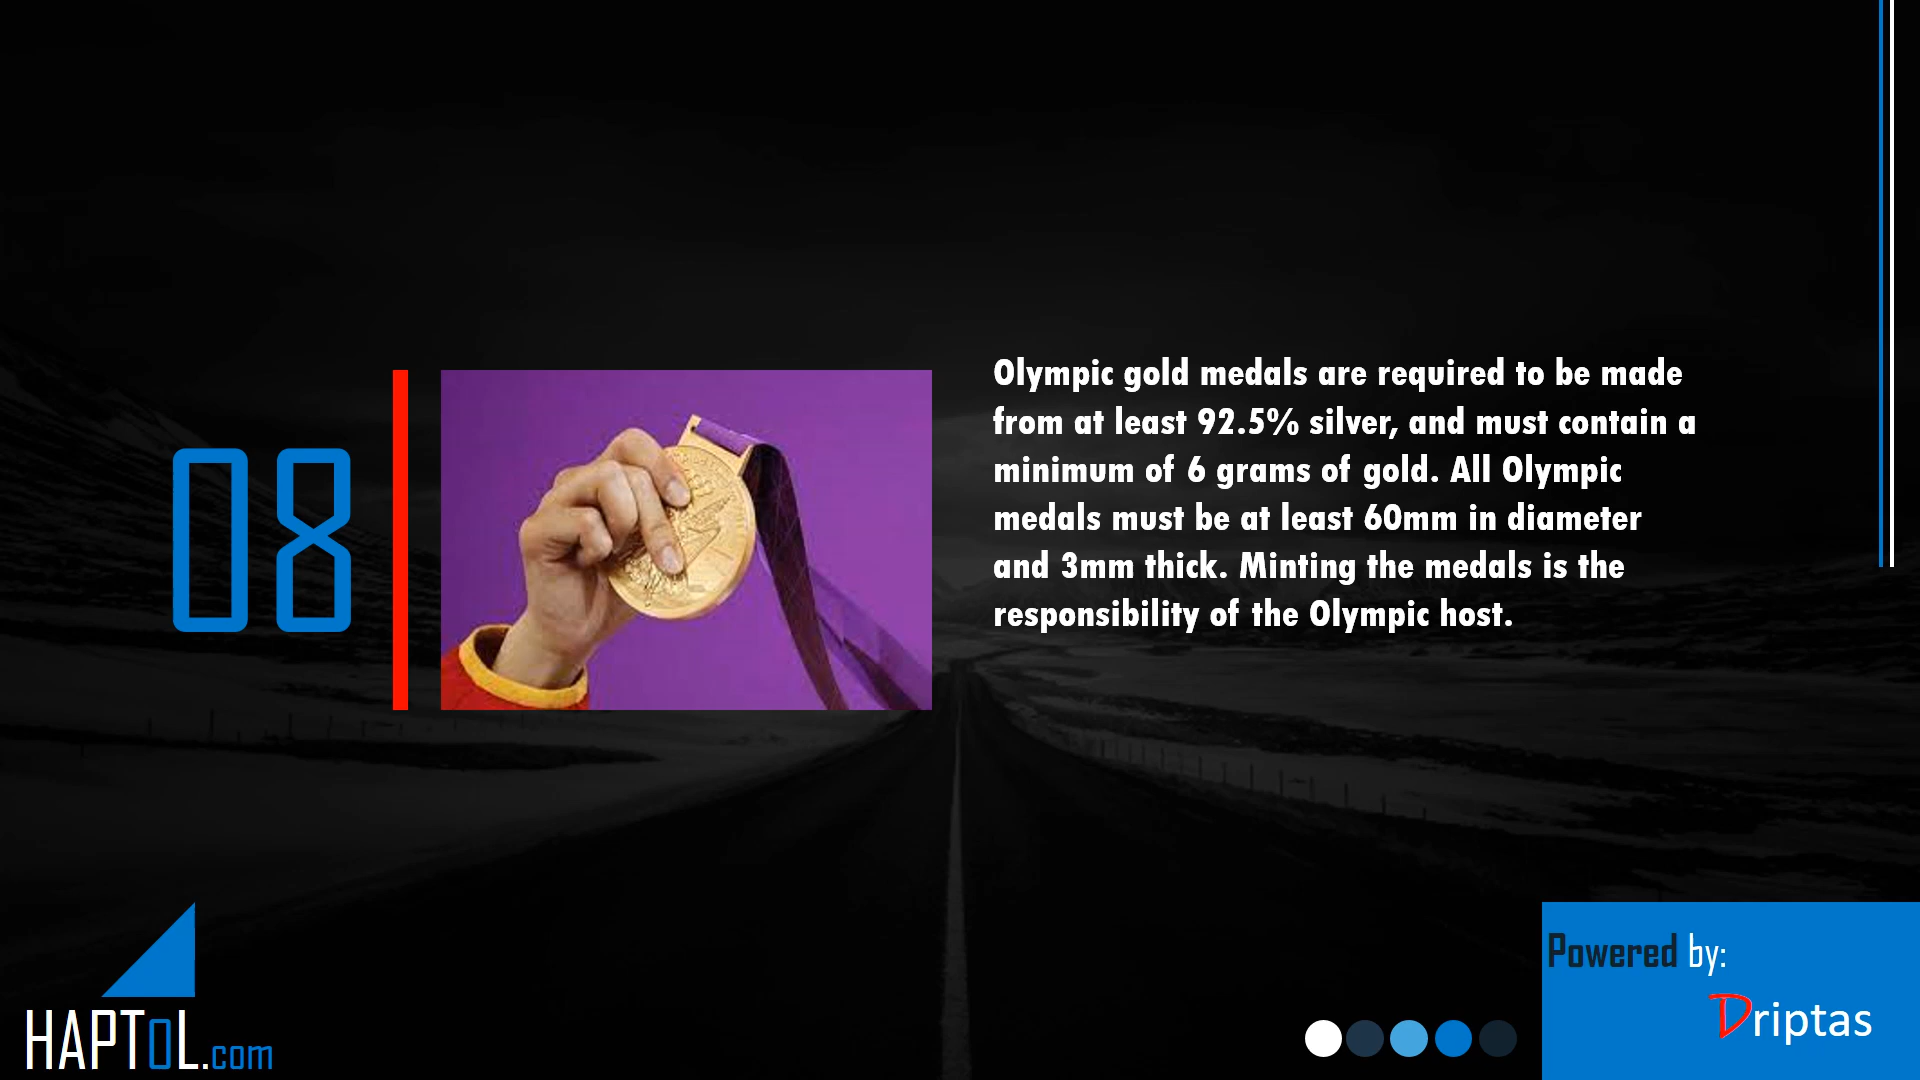 08
Olympic gold medals are required to be made
from at least 92.5% silver, and must contain a
minimum of 6 grams of gold. All Olympic
medals must be at least 60mm in diameter
and 3mm thick. Minting the medals is the
responsibility of the Olympic host.
HAPToL.com
Powered by:
Driptas